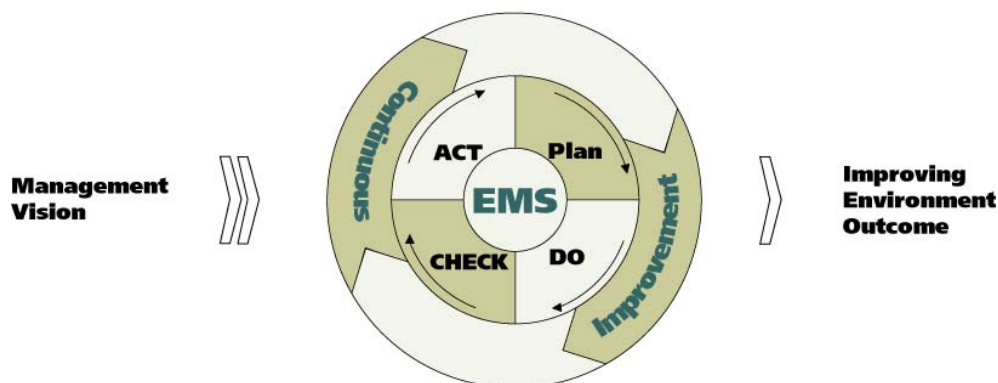 Management
Vision
Continuous
ACT
Plan
EMS
CHECK
DO
Improvement
Improving
Environment
Outcome